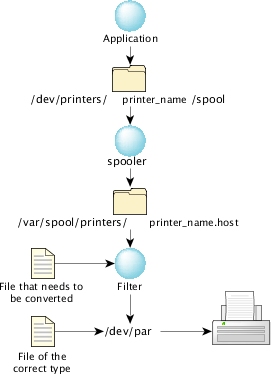 Application
/dev/printers/ printer_name /spool
spooler
/var/spool/printers/ printer_name.host
File that needs to
be converted
Filter
/dev/par
File of the
correct type